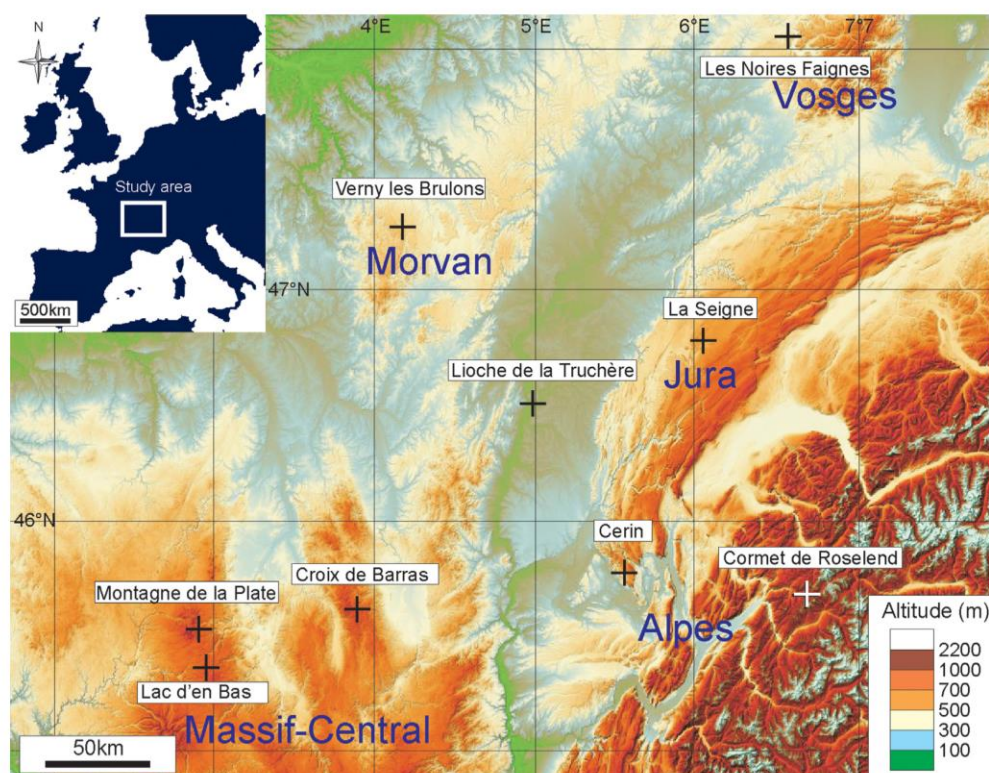 N
4°E
5°E
6°E
7°7
Les Noires Faignes
Vosges
Study area
Verny les Brulons
Morvan
47°N
500km
La Seigne
Jura
Lioche de la Truchère
46°N
Cerin
Cormet de Roselend
Montagne de la Plate
Croix de Barras
Alpes
Lac d'en Bas
Massif-Central
50km
Altitude (m)
2200
1000
700
500
300
100